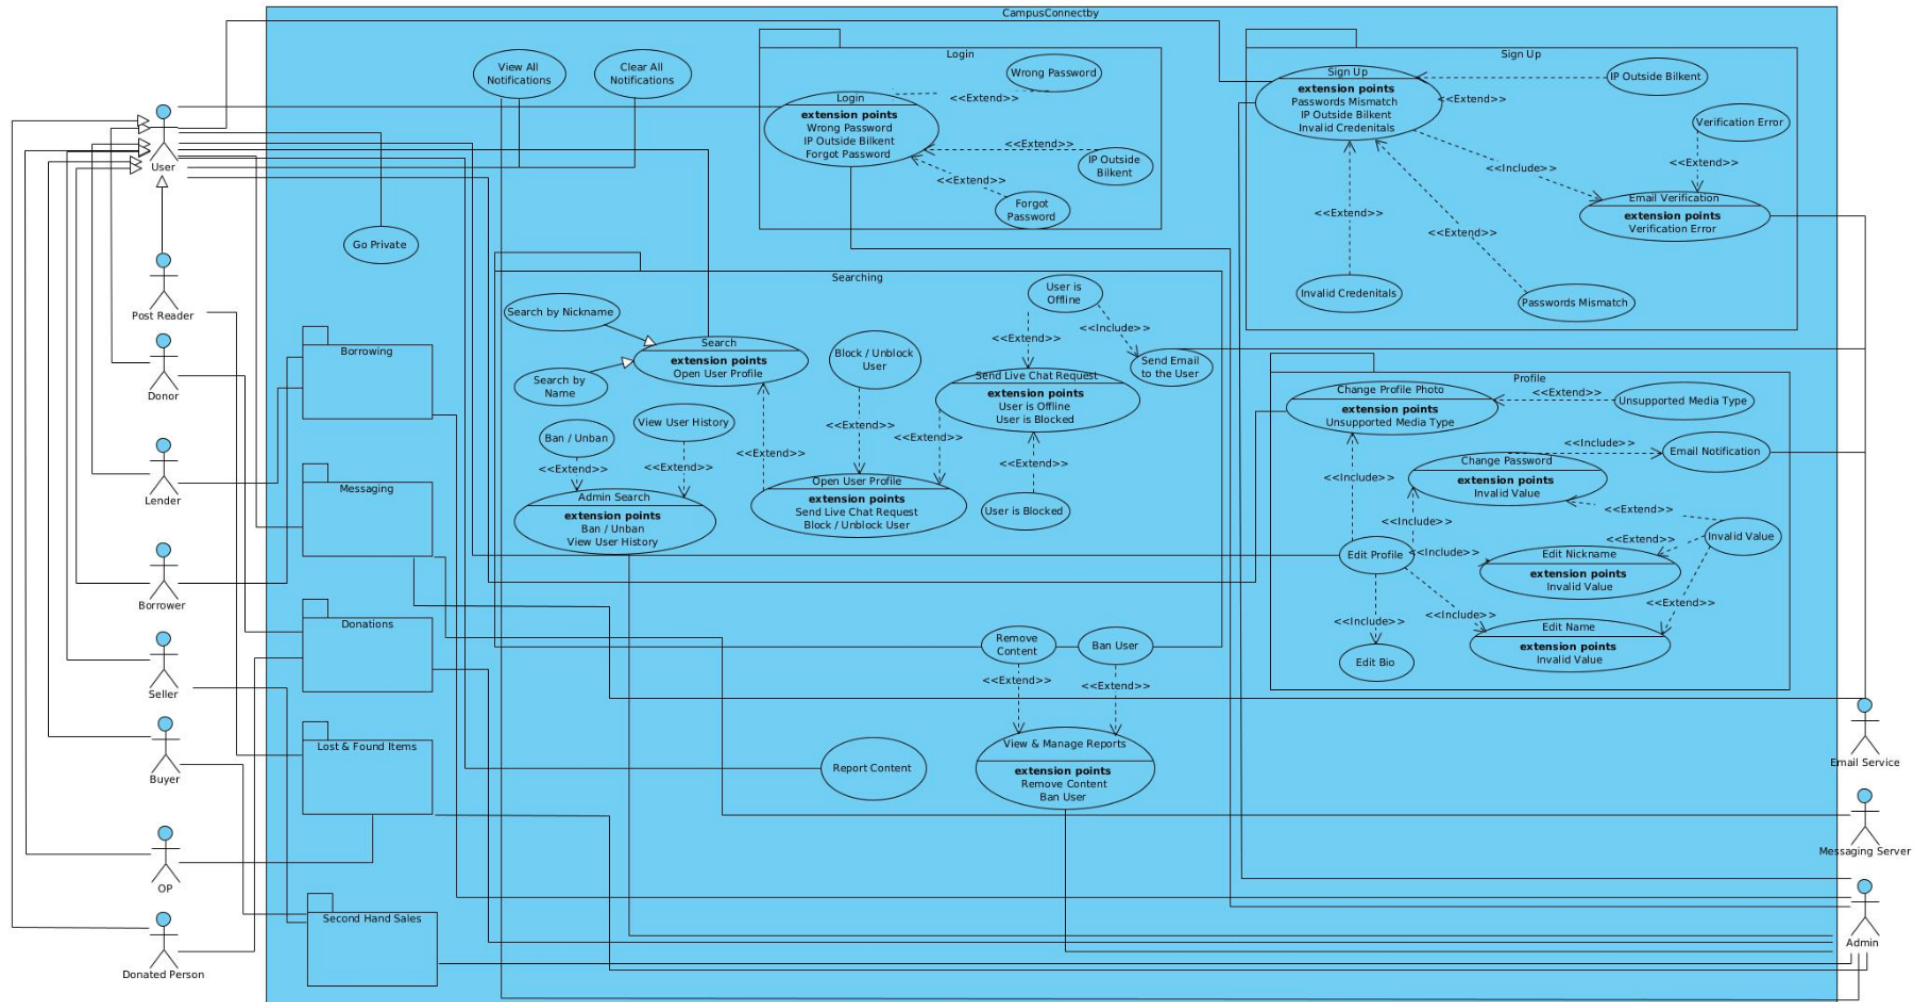 CampusConnectby
View All
Notifications
Clear All
Notifications
Login
Wrong Password
<<Extend>>
Login
extension points
Wrong Password
IP Outside Bilkent
Forgot Password
<<Extend>>
IP Outside
Bilkent
<<Extend>>
Forgot
Password
Sign Up
Sign Up
extension points
Passwords Mismatch
IP Outside Bilkent
Invalid Credenitals
IP Outside Bilkent
<<Extend>>
Verification Error
<<Extend>>
<<Include>>
Email Verification
extension points
Verification Error
<<Extend>>
<<Extend>>
Invalid Credenitals
Passwords Mismatch
User
Go Private
Post Reader
Donor
Lender
Borrower
Seller
Buyer
OP
Donated Person
Borrowing
Messaging
Donations
Lost & Found Items
Second Hand Sales
Searching
Search by Nickname
Search by
Name
Search
extension points
Open User Profile
Block / Unblock
User
User is
Offline
<<Include>>
<<Extend>>
Send Email
to the User
Send Live Chat Request
extension points
User is Offline
User is Blocked
View User History
Ban / Unban
<<Extend>>
<<Extend>>
<<Extend>>
<<Extend>>
<<Extend>>
<<Extend>>
Admin Search
extension points
Ban / Unban
View User History
Open User Profile
extension points
Send Live Chat Request
Block / Unblock User
User is Blocked
Profile
Change Profile Photo
extension points
Unsupported Media Type
<<Extend>>
Unsupported Media Type
<<Include>>
Email Notification
Change Password
extension points
Invalid Value
<<Include>>
<<Include>>
<<Extend>>
Invalid Value
<<Extend>>
Edit Profile
<<Include>>
Edit Nickname
extension points
Invalid Value
<<Extend>>
<<Include>>
<<Include>>
Edit Name
extension points
Invalid Value
Edit Bio
Remove
Content
Ban User
<<Extend>>
<<Extend>>
View & Manage Reports
extension points
Remove Content
Ban User
Report Content
Email Service
Messaging Server
Admin